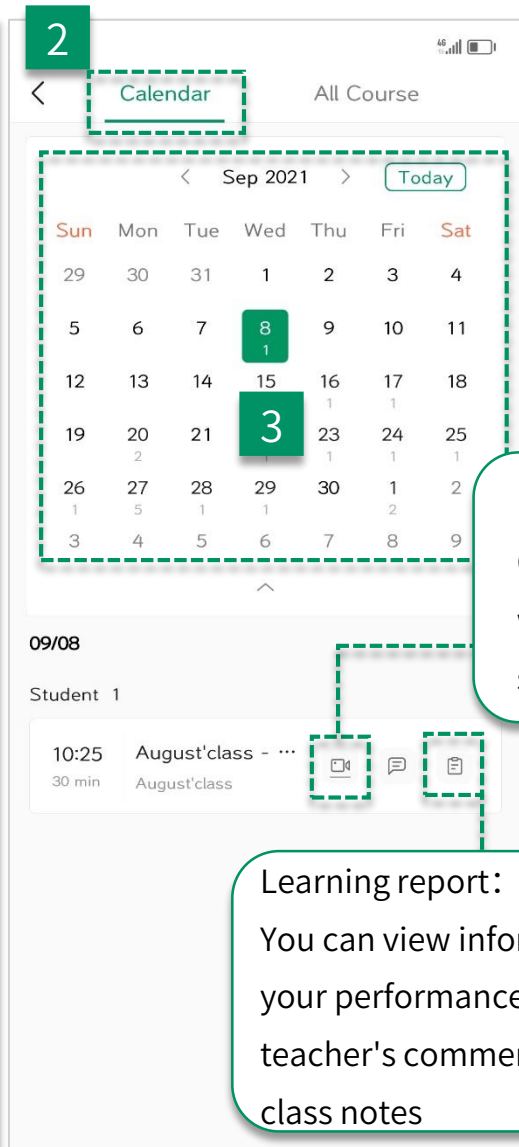 2
46
Calendar All Course
Sep 2021 Today
Sun Mon Tue Wed Thu Fri Sat
29 30 31 1 2 3 4
5 6 7 8 9 10 11
1
12 13 14 15 16 17 18
1 1
19 20 21 3 23 24 25
2 1 1 1
26 27 28 29 30 1 2
1 5 1 1 2
3 4 5 6 7 8 9
09/08
Student 1
10:25 August'class - ···
30 min August'class
Learning report：
You can view infor
your performance
teacher's commen
class notes